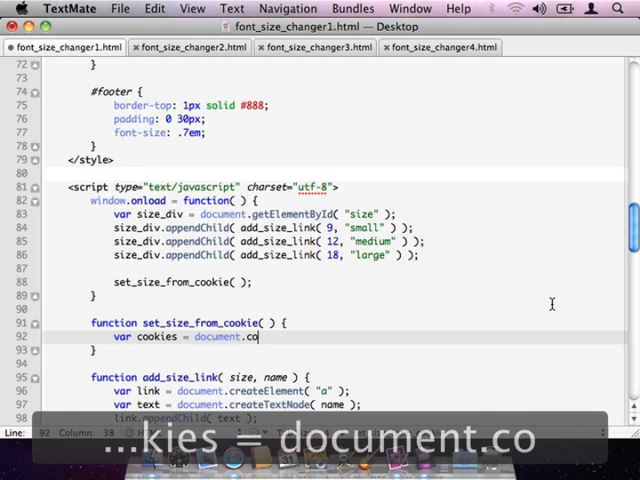 TextMate File Edit View Text Navigation Bundles
font_size_changer1.html — Desktop
font_size_changer1.html font_size_changer2.html font_size_changer3.html font_size_changer4.html
72 }
73
74 #footer {
75 border-top: 1px solid #888;
76 padding: 0 30px;
77 font-size: .7em;
78 }
79 </style>
80
81 <script type="text/javascript" charset="utf-8">
82 window.onload = function( ) {
83 var size_div = document.getElementById( "size" );
84 size_div.appendChild( add_size_link( 9, "small" ) );
85 size_div.appendChild( add_size_link( 12, "medium" ) );
86 size_div.appendChild( add_size_link( 18, "large" ) );
87
88 set_size_from_cookie( );
89 }
90
91 function set_size_from_cookie( ) {
92 var cookies = document.co
93 }
94
95 function add_size_link( size, name ) {
96 var link = document.createElement( "a" );
97 var text = document.createTextNode( name );
98 link.appendChild( text );
Line: 92 Column: 38
...kies = document.co